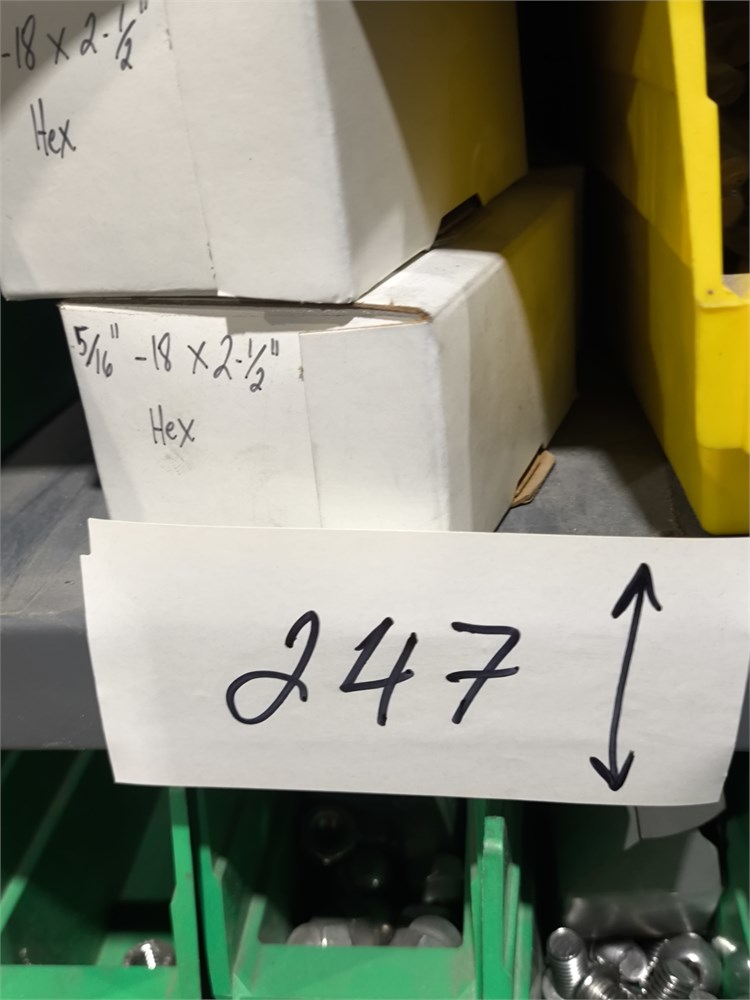 -18 X 2-1/2"
Hex
5/16" -18 X 2-1/2"
Hex
247